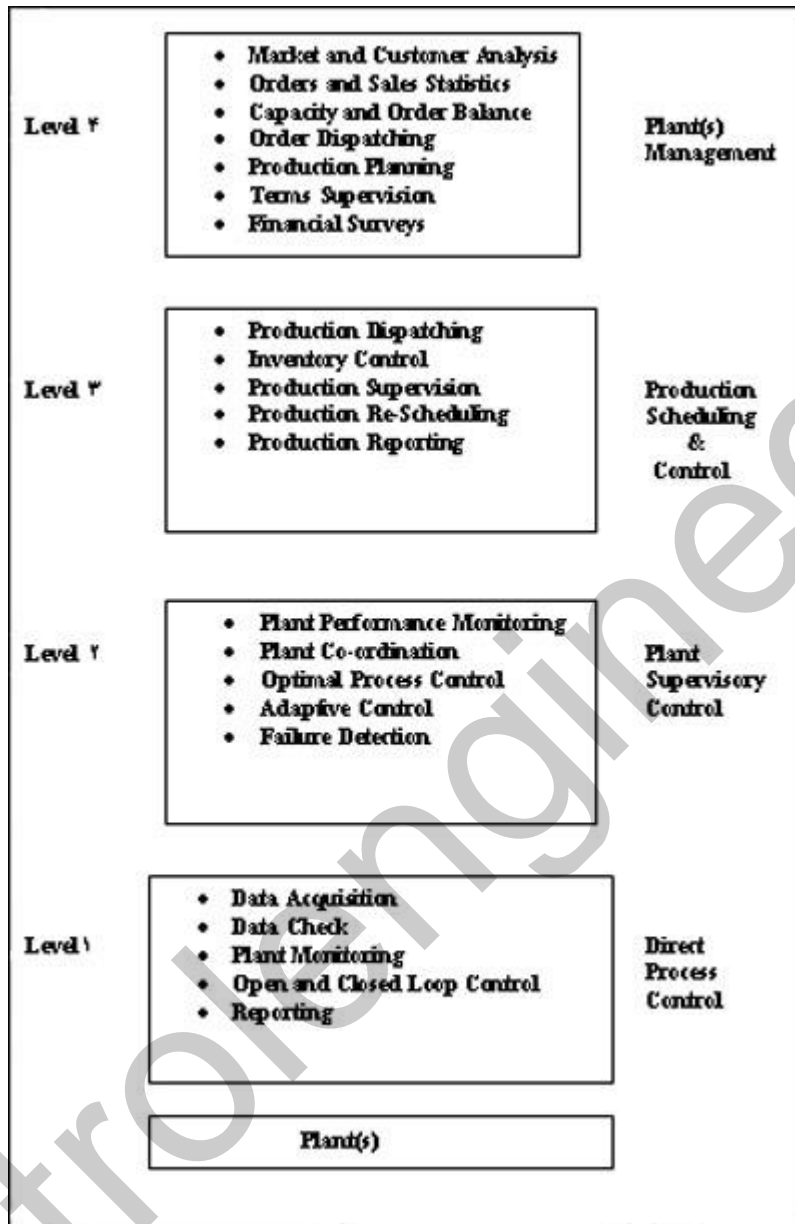 • Market and Customer Analysis
• Orders and Sales Statistics
• Capacity and Order Balance
Level ۴
• Order Dispatching
• Production Planning
• Terms Supervision
• Financial Surveys
Plant(s)
Management
• Production Dispatching
• Inventory Control
Level ۳
• Production Supervision
• Production Re-Scheduling
• Production Reporting
Production
Scheduling
&
Control
• Plant Performance Monitoring
Level ۲
• Plant Co-ordination
• Optimal Process Control
• Adaptive Control
• Failure Detection
Plant
Supervisory
Control
• Data Acquisition
• Data Check
Level ۱
• Plant Monitoring
• Open and Closed Loop Control
• Reporting
Direct
Process
Control
Plant(s)
trolenginee